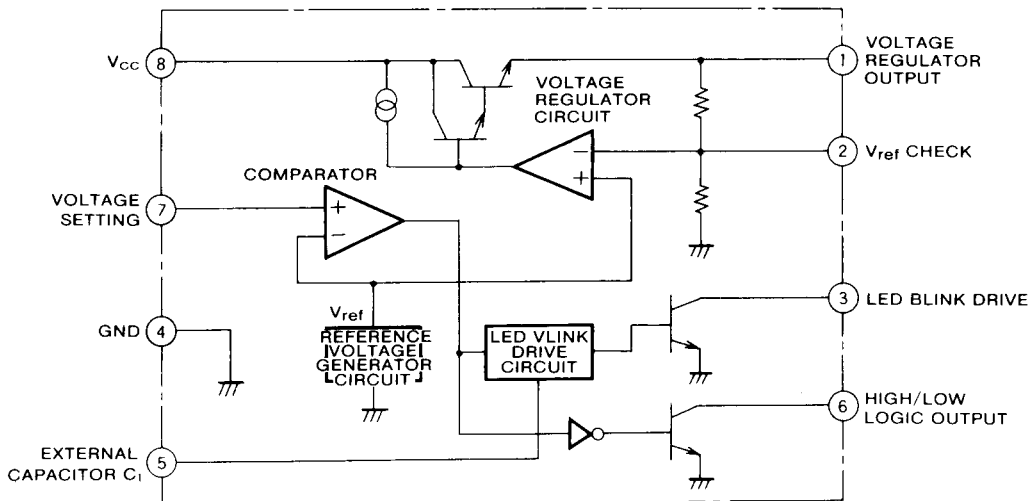 VCC
8
VOLTAGE
REGULATOR
CIRCUIT
1
VOLTAGE
REGULATOR
OUTPUT
−
+
2
Vref CHECK
COMPARATOR
VOLTAGE
SETTING
7
+
−
GND
4
Vref
REFERENCE
VOLTAGE
GENERATOR
CIRCUIT
LED VLINK
DRIVE
CIRCUIT
3
LED BLINK DRIVE
6
HIGH/LOW
LOGIC OUTPUT
EXTERNAL
CAPACITOR C1
5